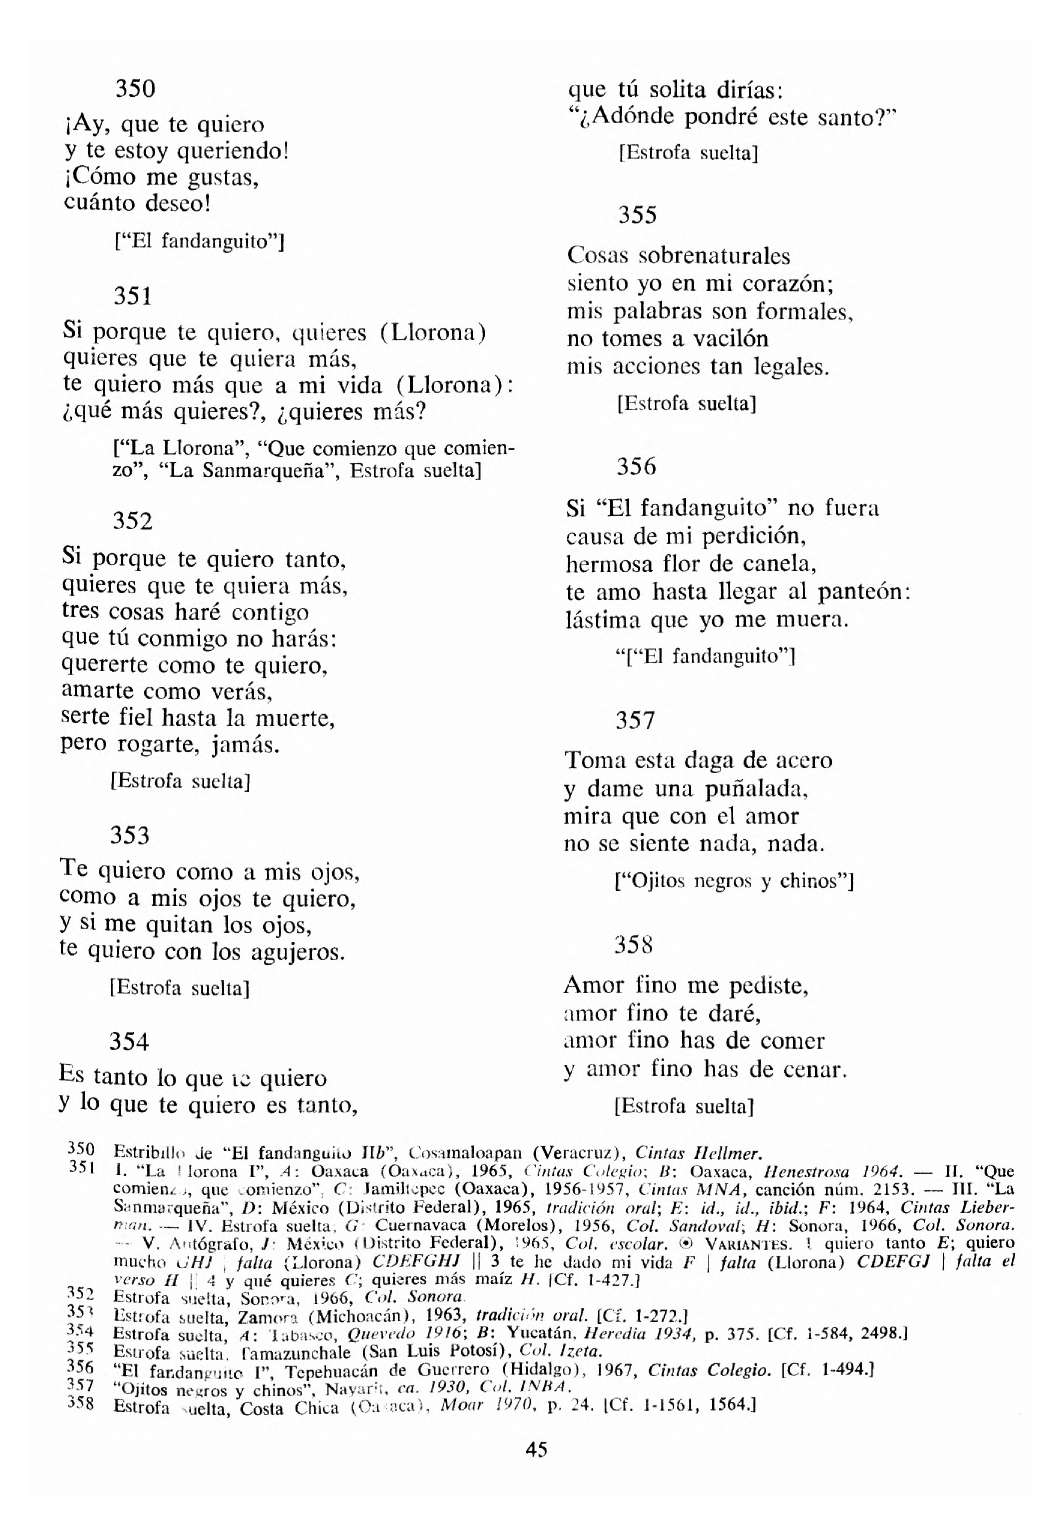 350
¡Ay, que te quiero
y te estoy queriendo!
¡Cómo me gustas,
cuánto deseo!
[“El fandanguito”]
351
Si porque te quiero, quieres (Llorona)
quieres que te quiera más,
te quiero más que a mi vida (Llorona):
¿qué más quieres?, ¿quieres más?
[“La Llorona”, “Que comienzo que comien-
zo”, “La Sanmarqueña”, Estrofa suelta]
352
Si porque te quiero tanto,
quieres que te quiera más,
tres cosas haré contigo
que tú conmigo no harás:
quererte como te quiero,
amarte como verás,
serte fiel hasta la muerte,
pero rogarte, jamás.
[Estrofa suelta]
353
Te quiero como a mis ojos,
como a mis ojos te quiero,
y si me quitan los ojos,
te quiero con los agujeros.
[Estrofa suelta]
354
Es tanto lo que te quiero
y lo que te quiero es tanto,
que tú solita dirías:
“¿Adónde pondré este santo?”
[Estrofa suelta]
355
Cosas sobrenaturales
siento yo en mi corazón;
mis palabras son formales,
no tomes a vacilón
mis acciones tan legales.
[Estrofa suelta]
356
Si “El fandanguito” no fuera
causa de mi perdición,
hermosa flor de canela,
te amo hasta llegar al panteón:
lástima que yo me muera.
“[“El fandanguito”]
357
Toma esta daga de acero
y dame una puñalada,
mira que con el amor
no se siente nada, nada.
[“Ojitos negros y chinos”]
358
Amor fino me pediste,
amor fino te daré,
amor fino has de comer
y amor fino has de cenar.
[Estrofa suelta]
350 Estribillo de “El fandanguito IIb”, Cosamaloapan (Veracruz), Cintas Hellmer.
351 I. “La Llorona I”, A: Oaxaca (Oaxaca), 1965, Cintas Colegio; B: Oaxaca, Henestrosa 1964. — II. “Que
comienzo, que comienzo”, C: Jamiltepec (Oaxaca), 1956-1957, Cintas MNA, canción núm. 2153. — III. “La
Sanmarqueña”, D: México (Distrito Federal), 1965, tradición oral; E: id., id., ibid.; F: 1964, Cintas Lieber-
man. — IV. Estrofa suelta, G: Cuernavaca (Morelos), 1956, Col. Sandoval; H: Sonora, 1966, Col. Sonora.
— V. Autógrafo, J: México (Distrito Federal), 1965, Col. escolar. ⊙ VARIANTES. 1 quiero tanto E; quiero
mucho GHJ | falta (Llorona) CDEFGHJ || 3 te he dado mi vida F | falta (Llorona) CDEFGJ | falta el
verso H || 4 y qué quieres C; quieres más maíz H. [Cf. 1-427.]
352 Estrofa suelta, Sonora, 1966, Col. Sonora.
353 Estrofa suelta, Zamora (Michoacán), 1963, tradición oral. [Cf. 1-272.]
354 Estrofa suelta, A: Tabasco, Quevedo 1916; B: Yucatán, Heredia 1934, p. 375. [Cf. 1-584, 2498.]
355 Estrofa suelta, Tamazunchale (San Luis Potosí), Col. Izeta.
356 “El fandanguito I”, Tepehuacán de Guerrero (Hidalgo), 1967, Cintas Colegio. [Cf. 1-494.]
357 “Ojitos negros y chinos”, Nayarit, ca. 1930, Col. INBA.
358 Estrofa suelta, Costa Chica (Oaxaca), Moar 1970, p. 24. [Cf. 1-1561, 1564.]
45